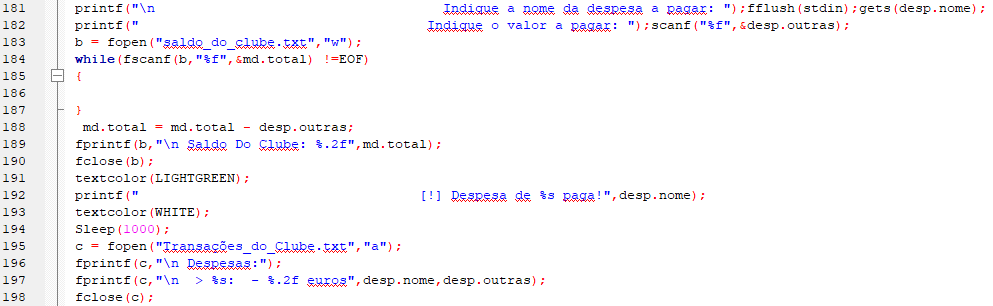 181 printf("\n                                      Indique a nome da despesa a pagar: ");fflush(stdin);gets(desp.nome);
182 printf("                                      Indique o valor a pagar: ");scanf("%f",&desp.outras);
183 b = fopen("saldo_do_clube.txt","w");
184 while(fscanf(b,"%f",&md.total) !=EOF)
185 {
186
187 }
188  md.total = md.total - desp.outras;
189 fprintf(b,"\n Saldo Do Clube: %.2f",md.total);
190 fclose(b);
191 textcolor(LIGHTGREEN);
192 printf("                                     [!] Despesa de %s paga!",desp.nome);
193 textcolor(WHITE);
194 Sleep(1000);
195 c = fopen("Transações_do_Clube.txt","a");
196 fprintf(c,"\n Despesas:");
197 fprintf(c,"\n  > %s:  - %.2f euros",desp.nome,desp.outras);
198 fclose(c);